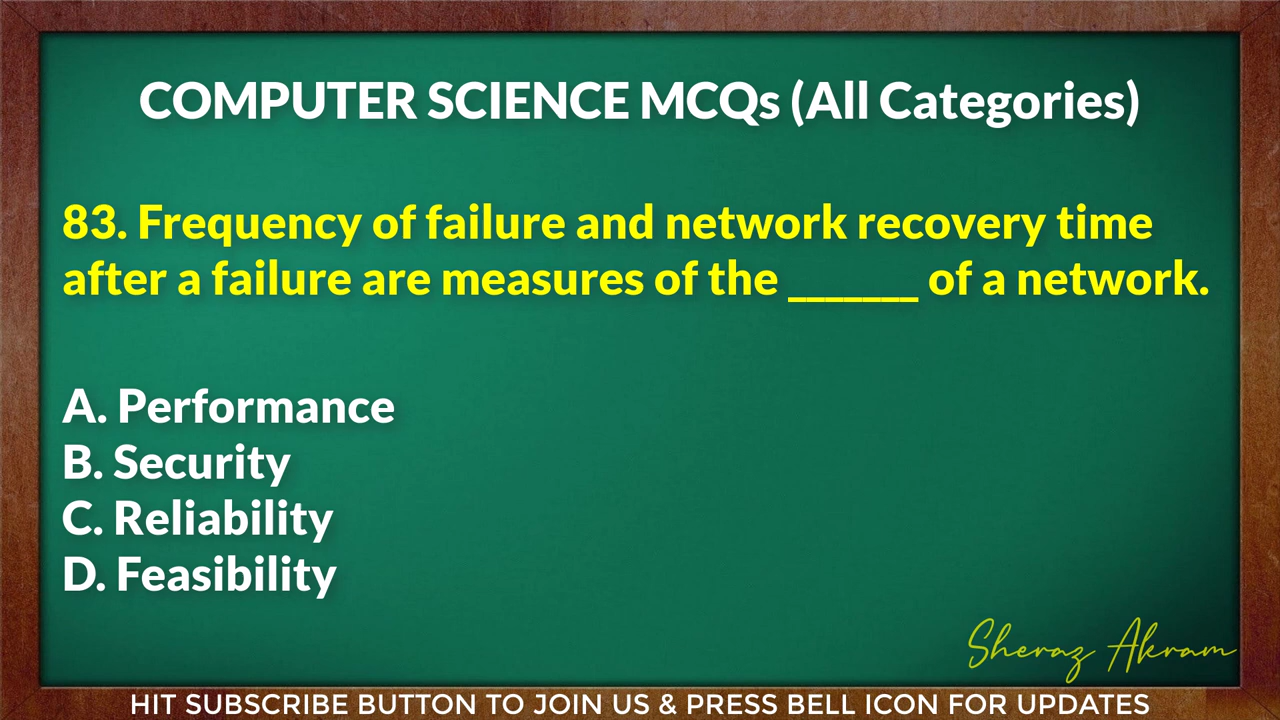 COMPUTER SCIENCE MCQs (All Categories)
83. Frequency of failure and network recovery time
after a failure are measures of the _______ of a network.
A. Performance
B. Security
C. Reliability
D. Feasibility
Sheraz Akram
HIT SUBSCRIBE BUTTON TO JOIN US & PRESS BELL ICON FOR UPDATES